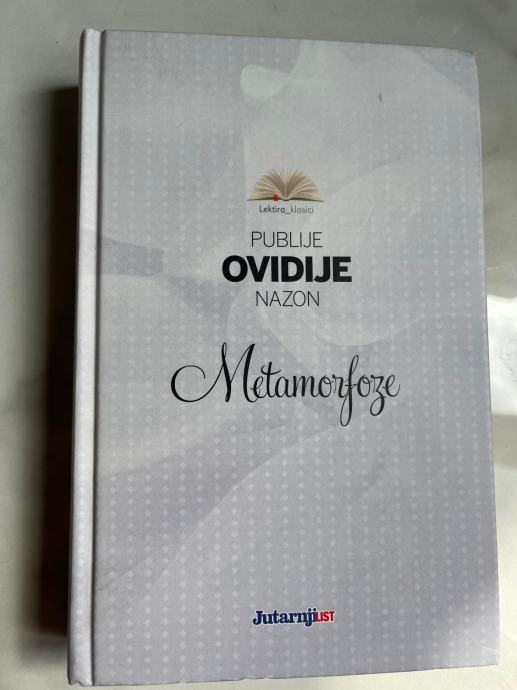 Lektira_klasici
PUBLIJE
OVIDIJE
NAZON
Metamorfoze
JutarnjiLIST